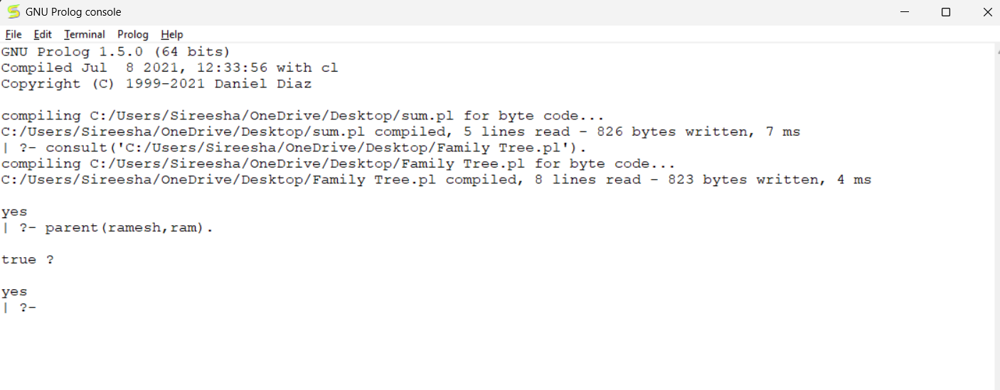 GNU Prolog console
File Edit Terminal Prolog Help
GNU Prolog 1.5.0 (64 bits)
Compiled Jul  8 2021, 12:33:56 with cl
Copyright (C) 1999-2021 Daniel Diaz
compiling C:/Users/Sireesha/OneDrive/Desktop/sum.pl for byte code...
C:/Users/Sireesha/OneDrive/Desktop/sum.pl compiled, 5 lines read - 826 bytes written, 7 ms
| ?- consult('C:/Users/Sireesha/OneDrive/Desktop/Family Tree.pl').
compiling C:/Users/Sireesha/OneDrive/Desktop/Family Tree.pl for byte code...
C:/Users/Sireesha/OneDrive/Desktop/Family Tree.pl compiled, 8 lines read - 823 bytes written, 4 ms
yes
| ?- parent(ramesh,ram).
true ?
yes
| ?-